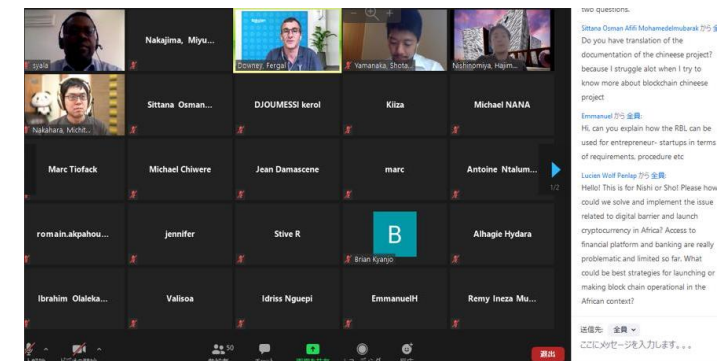 syala
Nakajima, Miyu...
Downey, Fergal
Yamanaka, Shota...
Nishinomiya, Hajim...
Nakahara, Michit...
Sittana Osman...
DJOUMESSI kerol
Kiiza
Michael NANA
Marc Tiofack
Michael Chiwere
Jean Damascene
marc
Antoine Ntalum...
1/2
romain.akpahou...
jennifer
Stive R
B
Brian Kyanjo
Alhagie Hydara
Ibrahim Olaleka...
Valisoa
Idriss Nguepi
EmmanuelH
Remy Ineza Mu...
50
退出
two questions.
Sittana Osman Afifi Mohamedelmubarak から 全
Do you have translation of the
documentation of the chineese project?
because I struggle alot when I try to
know more about blockchain chineese
project
Emmanuel から 全員:
Hi, can you explain how the RBL can be
used for entrepreneur- startups in terms
of requirements, procedure etc
Lucien Wolf Penlap から 全員:
Hello! This is for Nishi or Sho! Please how
could we solve and implement the issue
related to digital barrier and launch
cryptocurrency in Africa? Access to
financial platform and banking are really
problematic and limited so far. What
could be best strategies for launching or
making block chain operational in the
African context?
送信先: 全員
ここにメッセージを入力します。。。